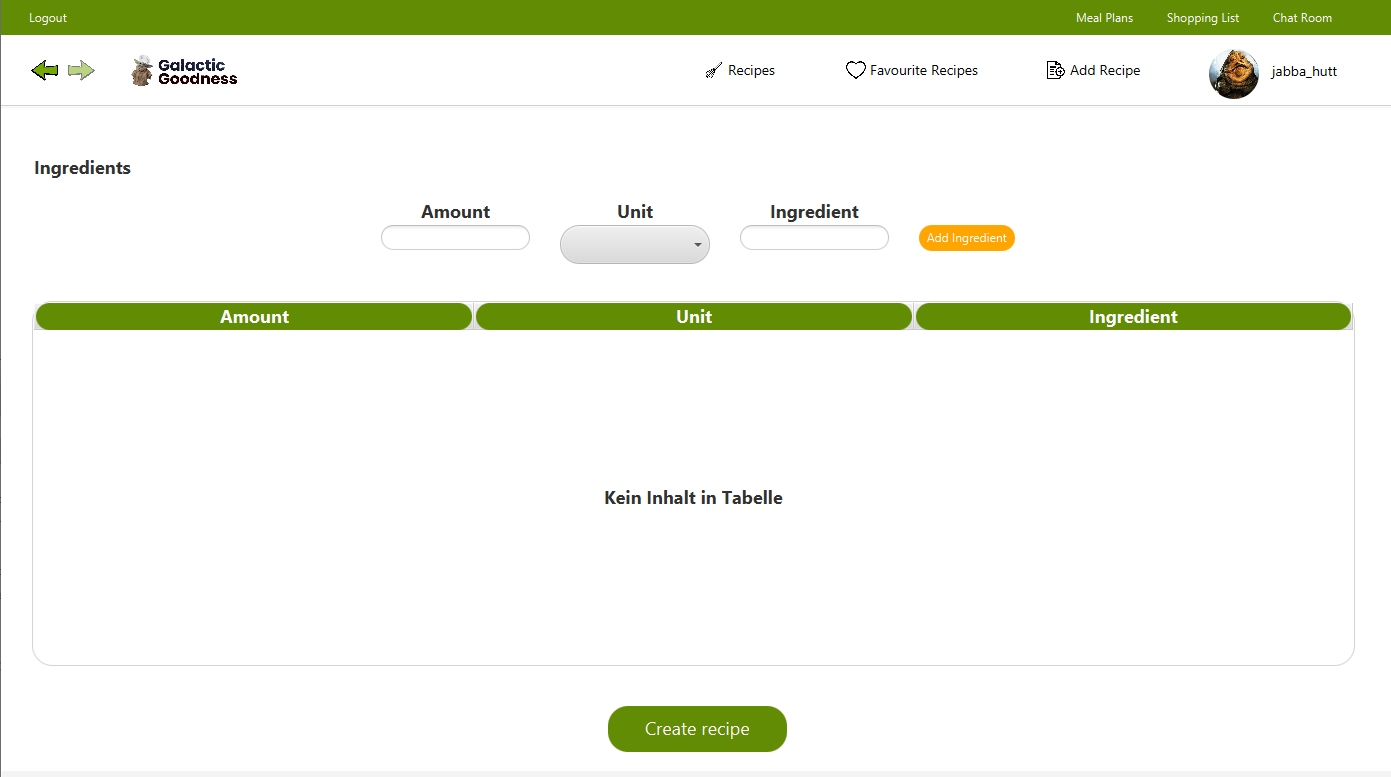 Logout Meal Plans Shopping List Chat Room
Galactic
Goodness
Recipes Favourite Recipes Add Recipe jabba_hutt
Ingredients
Amount Unit Ingredient
Add Ingredient
Amount Unit Ingredient
Kein Inhalt in Tabelle
Create recipe